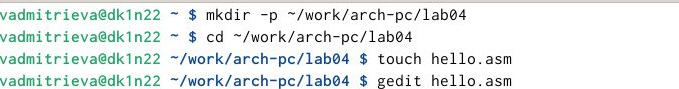 vadmitrieva@dk1n22 ~ $ mkdir -p ~/work/arch-pc/lab04
vadmitrieva@dk1n22 ~ $ cd ~/work/arch-pc/lab04
vadmitrieva@dk1n22 ~/work/arch-pc/lab04 $ touch hello.asm
vadmitrieva@dk1n22 ~/work/arch-pc/lab04 $ gedit hello.asm